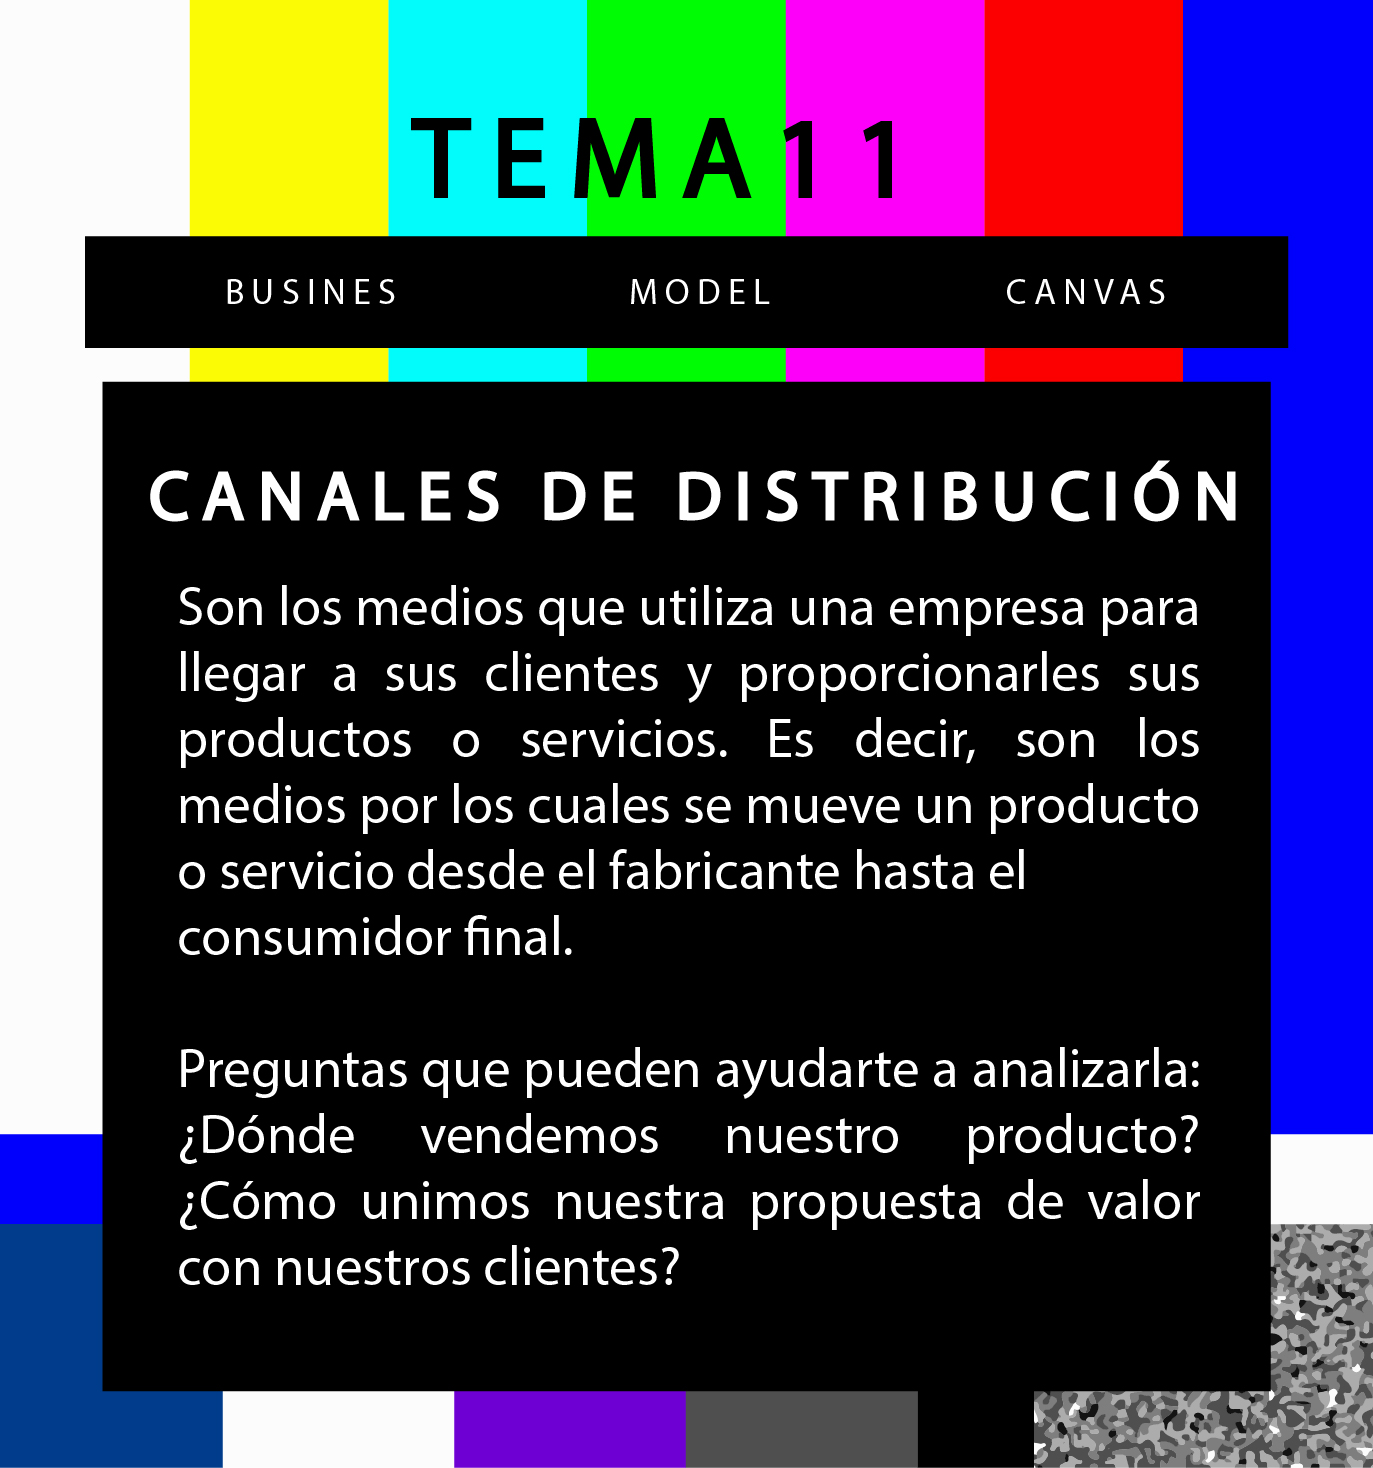 TEMA11
BUSINES MODEL CANVAS
CANALES DE DISTRIBUCIÓN
Son los medios que utiliza una empresa para
llegar a sus clientes y proporcionarles sus
productos o servicios. Es decir, son los
medios por los cuales se mueve un producto
o servicio desde el fabricante hasta el
consumidor final.
Preguntas que pueden ayudarte a analizarla:
¿Dónde vendemos nuestro producto?
¿Cómo unimos nuestra propuesta de valor
con nuestros clientes?